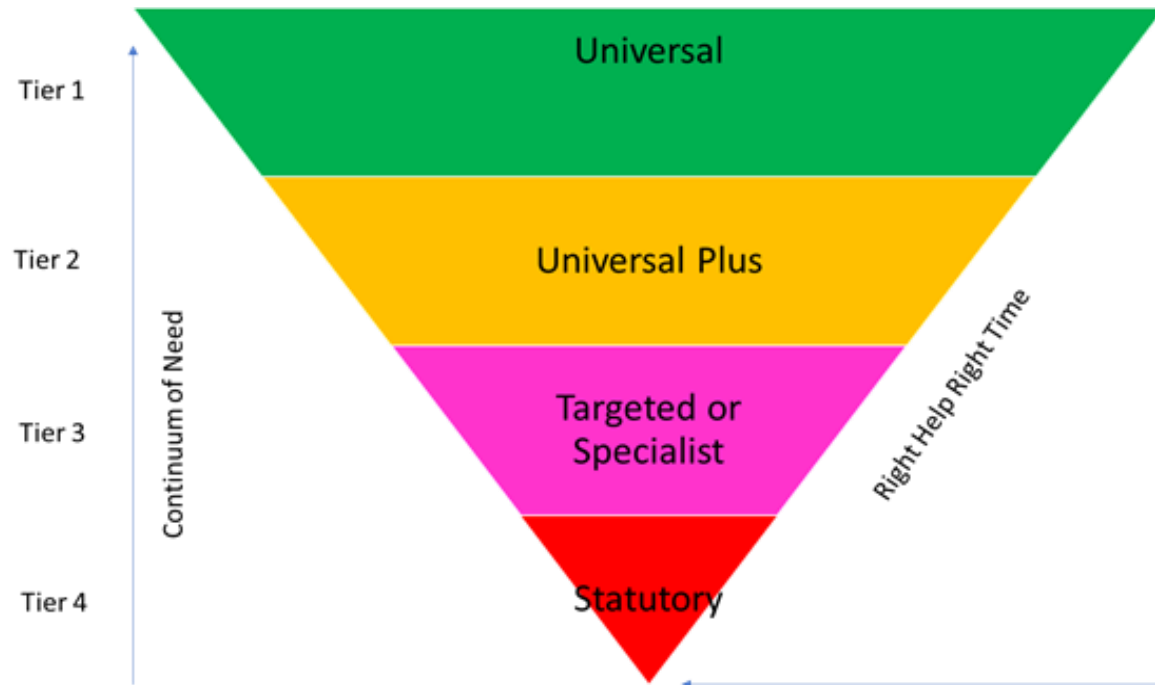 Universal
Tier 1
Tier 2
Universal Plus
Continuum of Need
Right Help Right Time
Tier 3
Targeted or
Specialist
Tier 4
Statutory